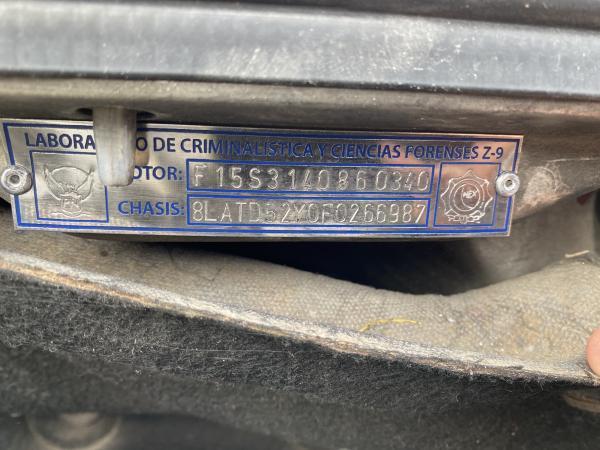 LABORA IO DE CRIMINALÍSTICA Y CIENCIAS FORENSES Z-9
OTOR: F15S3140860340
CHASIS: 8LATD52Y0F0266987